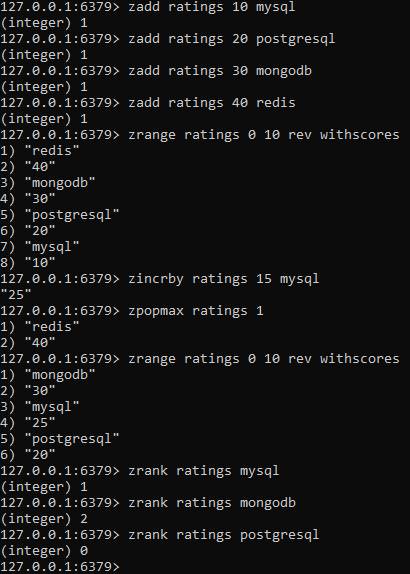 127.0.0.1:6379> zadd ratings 10 mysql
(integer) 1
127.0.0.1:6379> zadd ratings 20 postgresql
(integer) 1
127.0.0.1:6379> zadd ratings 30 mongodb
(integer) 1
127.0.0.1:6379> zadd ratings 40 redis
(integer) 1
127.0.0.1:6379> zrange ratings 0 10 rev withscores
1) "redis"
2) "40"
3) "mongodb"
4) "30"
5) "postgresql"
6) "20"
7) "mysql"
8) "10"
127.0.0.1:6379> zincrby ratings 15 mysql
"25"
127.0.0.1:6379> zpopmax ratings 1
1) "redis"
2) "40"
127.0.0.1:6379> zrange ratings 0 10 rev withscores
1) "mongodb"
2) "30"
3) "mysql"
4) "25"
5) "postgresql"
6) "20"
127.0.0.1:6379> zrank ratings mysql
(integer) 1
127.0.0.1:6379> zrank ratings mongodb
(integer) 2
127.0.0.1:6379> zrank ratings postgresql
(integer) 0
127.0.0.1:6379>